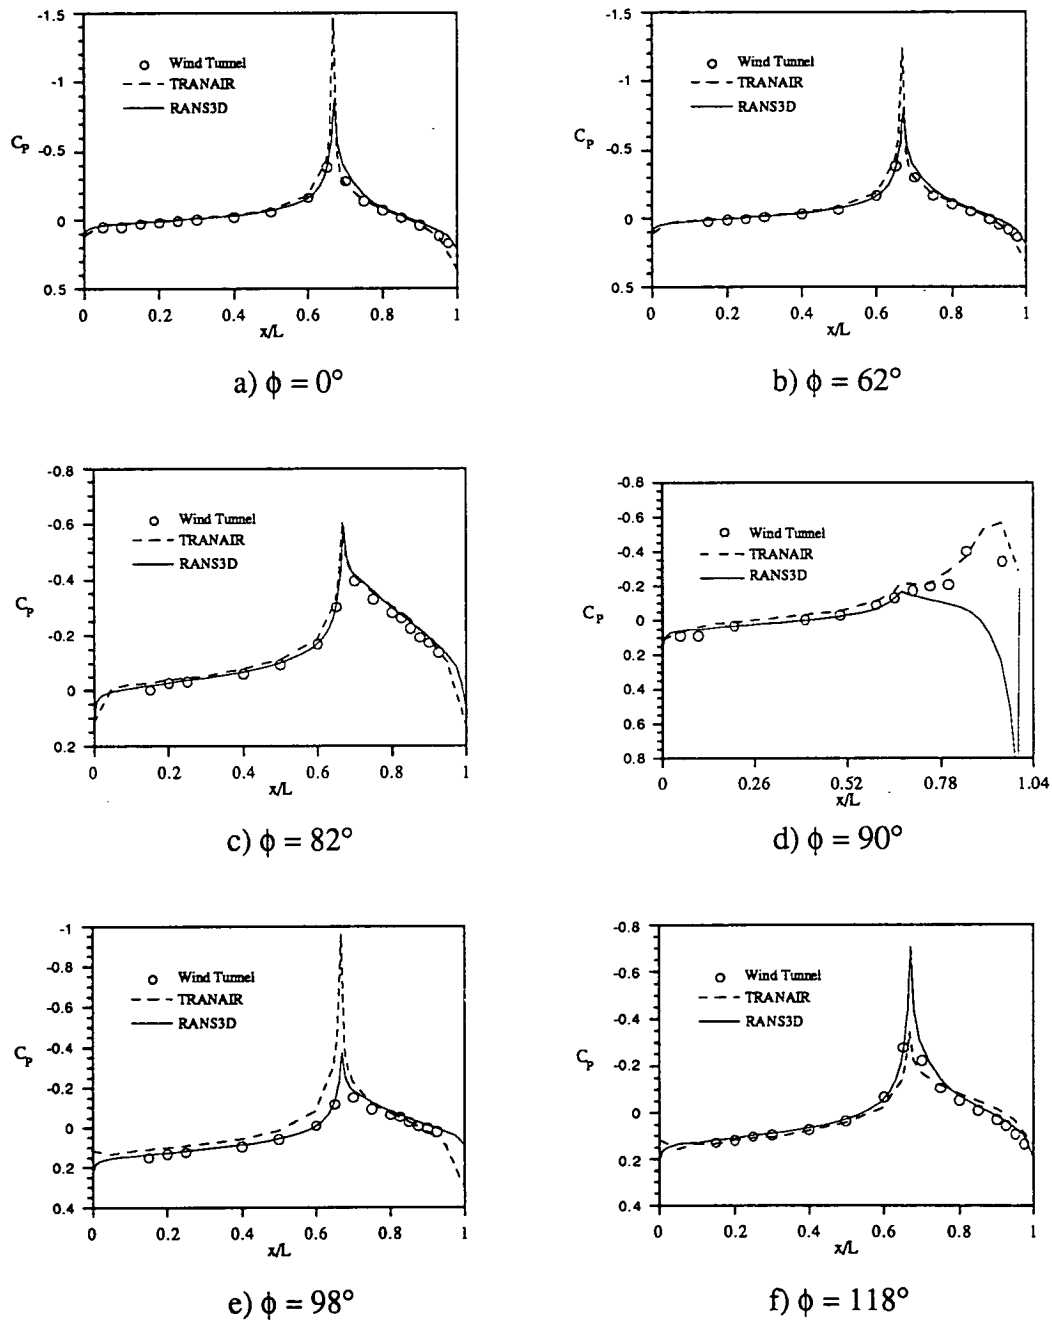 -1.5
-1
-0.5
0
0.5
C_P
Wind Tunnel
TRANAIR
RANS3D
0 0.2 0.4 0.6 0.8 1
x/L
a) ϕ = 0°
-1.5
-1
-0.5
0
0.5
C_P
Wind Tunnel
TRANAIR
RANS3D
0 0.2 0.4 0.6 0.8 1
x/L
b) ϕ = 62°
-0.8
-0.6
-0.4
-0.2
0
0.2
C_P
Wind Tunnel
TRANAIR
RANS3D
0 0.2 0.4 0.6 0.8 1
x/L
c) ϕ = 82°
-0.8
-0.6
-0.4
-0.2
0
0.2
0.4
0.6
0.8
C_P
Wind Tunnel
TRANAIR
RANS3D
0 0.26 0.52 0.78 1.04
x/L
d) ϕ = 90°
-1
-0.8
-0.6
-0.4
-0.2
0
0.2
0.4
C_P
Wind Tunnel
TRANAIR
RANS3D
0 0.2 0.4 0.6 0.8 1
x/L
e) ϕ = 98°
-0.8
-0.6
-0.4
-0.2
0
0.2
0.4
C_P
Wind Tunnel
TRANAIR
RANS3D
0 0.2 0.4 0.6 0.8 1
x/L
f) ϕ = 118°